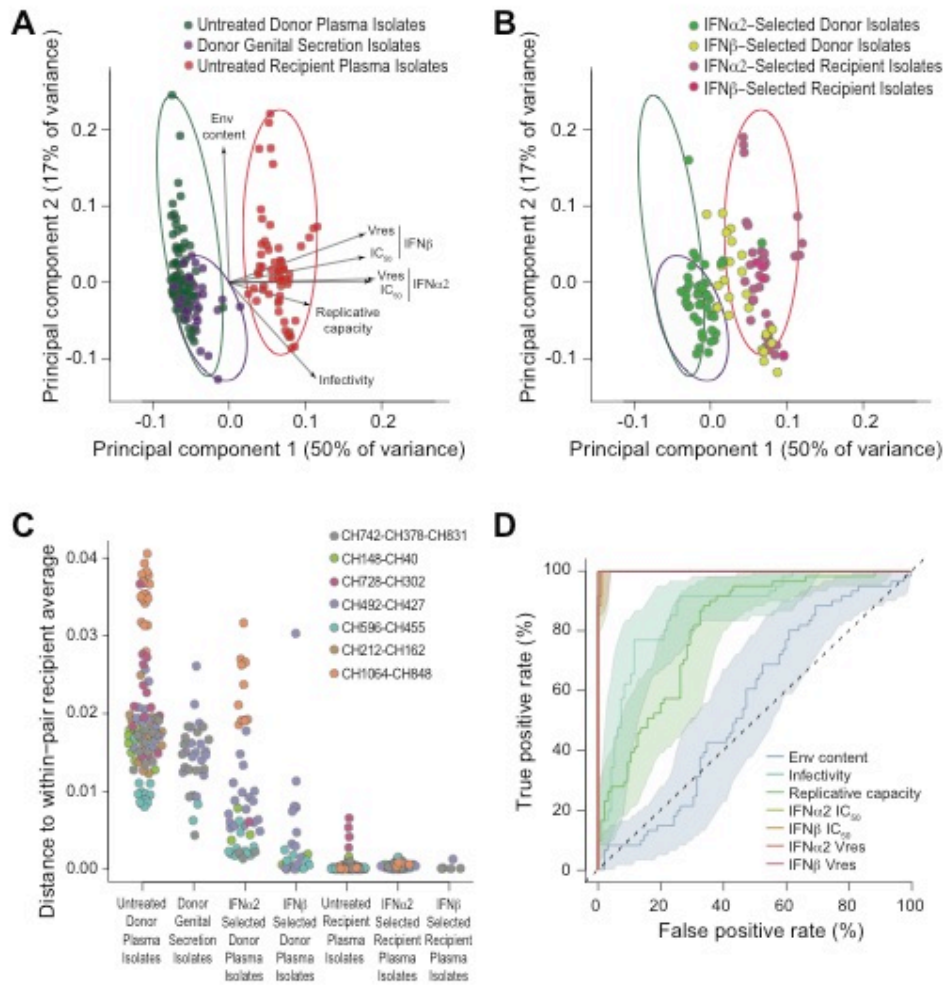 A
Untreated Donor Plasma Isolates
Donor Genital Secretion Isolates
Untreated Recipient Plasma Isolates
Principal component 2 (17% of variance)
0.2
0.1
0.0
-0.1
Env
content
Vres
IC50
IFNβ
Vres
IC50
IFNα2
Replicative
capacity
Infectivity
-0.1
0.0
0.1
0.2
Principal component 1 (50% of variance)
B
IFNα2−Selected Donor Isolates
IFNβ−Selected Donor Isolates
IFNα2−Selected Recipient Isolates
IFNβ−Selected Recipient Isolates
Principal component 2 (17% of variance)
0.2
0.1
0.0
-0.1
-0.1
0.0
0.1
0.2
Principal component 1 (50% of variance)
C
CH742-CH378-CH831
CH148-CH40
CH728-CH302
CH492-CH427
CH596-CH455
CH212-CH162
CH1064-CH848
Distance to within−pair recipient average
0.04
0.03
0.02
0.01
0.00
Untreated
Donor
Plasma
Isolates
Donor
Genital
Secretion
Isolates
IFNα2
Selected
Donor
Plasma
Isolates
IFNβ
Selected
Donor
Plasma
Isolates
Untreated
Recipient
Plasma
Isolates
IFNα2
Selected
Recipient
Plasma
Isolates
IFNβ
Selected
Recipient
Plasma
Isolates
D
True positive rate (%)
100
80
60
40
20
0
Env content
Infectivity
Replicative capacity
IFNα2 IC50
IFNβ IC50
IFNα2 Vres
IFNβ Vres
0
20
40
60
80
100
False positive rate (%)